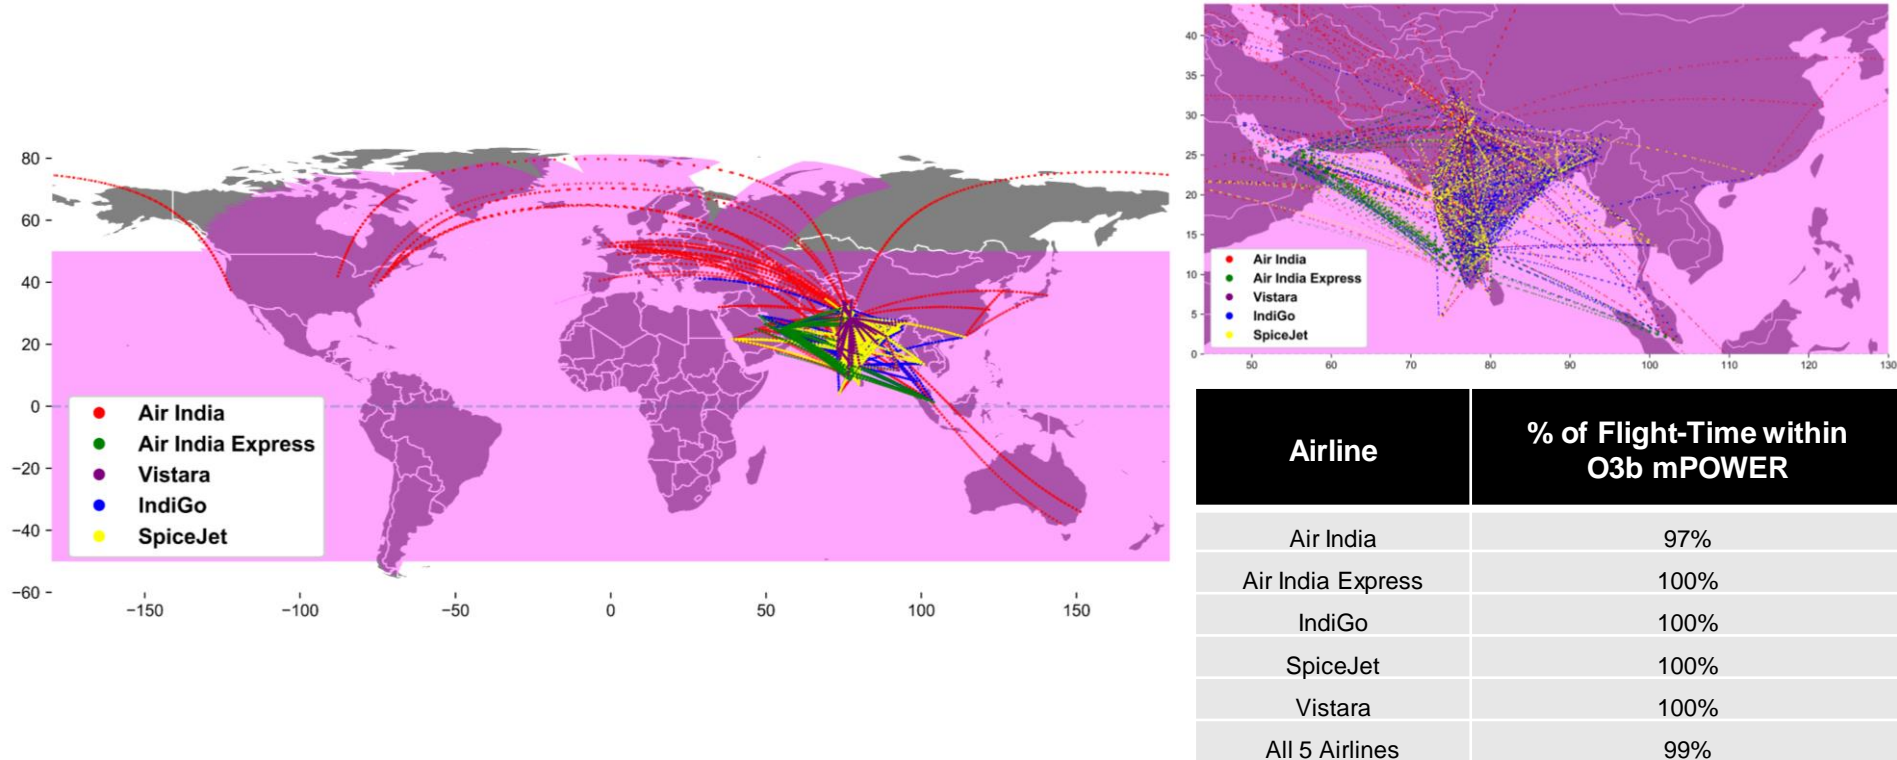 80
60
40
20
0
−20
−40
−60
−150
−100
−50
0
50
100
150
Air India
Air India Express
Vistara
IndiGo
SpiceJet
40
35
30
25
20
15
10
5
0
50
60
70
80
90
100
110
120
130
Air India
Air India Express
Vistara
IndiGo
SpiceJet
Airline
% of Flight-Time within
O3b mPOWER
Air India 97%
Air India Express 100%
IndiGo 100%
SpiceJet 100%
Vistara 100%
All 5 Airlines 99%